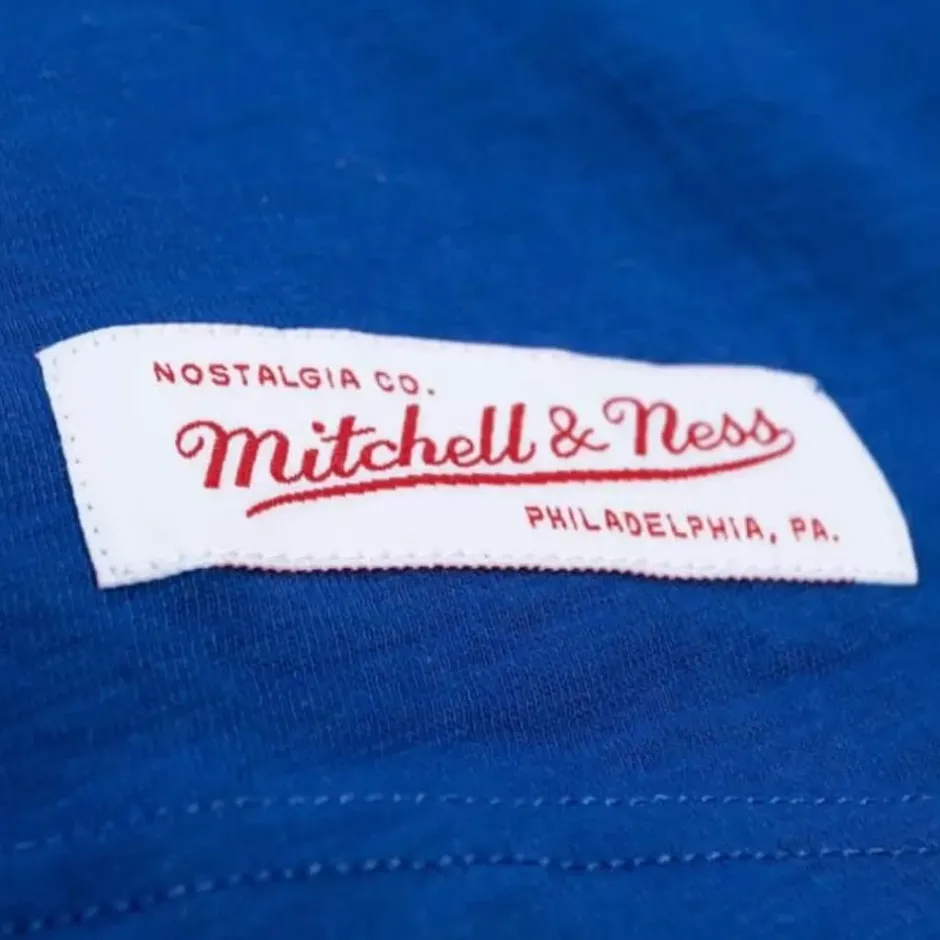 NOSTALGIA CO.
Mitchell & Ness
PHILADELPHIA, PA.